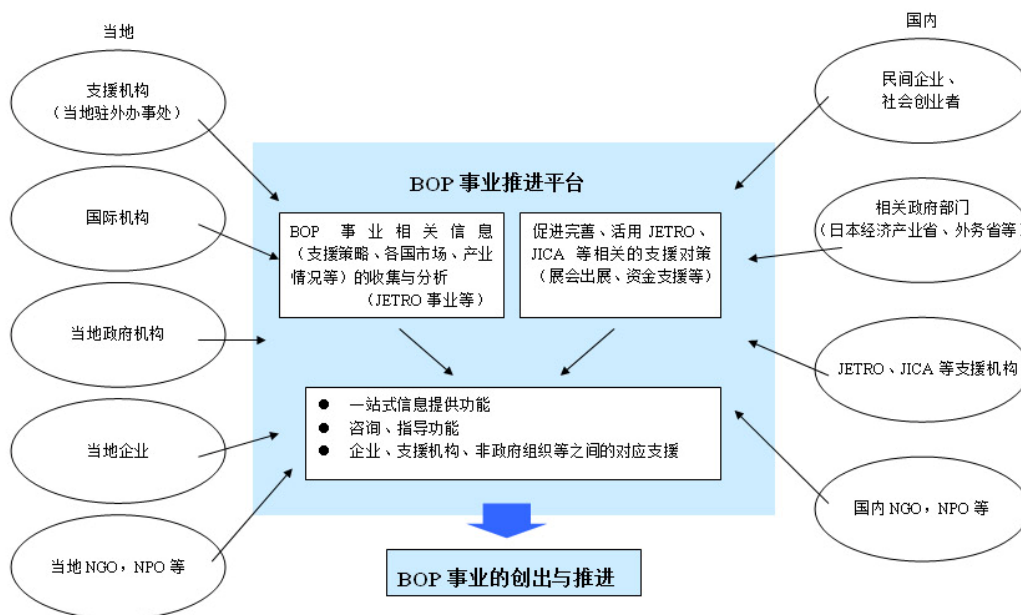 当地
支援机构
（当地驻外办事处）
国际机构
当地政府机构
当地企业
当地 NGO，NPO 等
BOP 事业推进平台
BOP 事业相关信息
（支援策略、各国市场、产业
情况等）的收集与分析
（JETRO 事业等）
促进完善、活用 JETRO、
JICA 等相关的支援对策
（展会出展、资金支援等）
● 一站式信息提供功能
● 咨询、指导功能
● 企业、支援机构、非政府组织等之间的对应支援
BOP 事业的创出与推进
国内
民间企业、
社会创业者
相关政府部门
（日本经济产业省、外务省等）
JETRO、JICA 等支援机构
国内 NGO，NPO 等